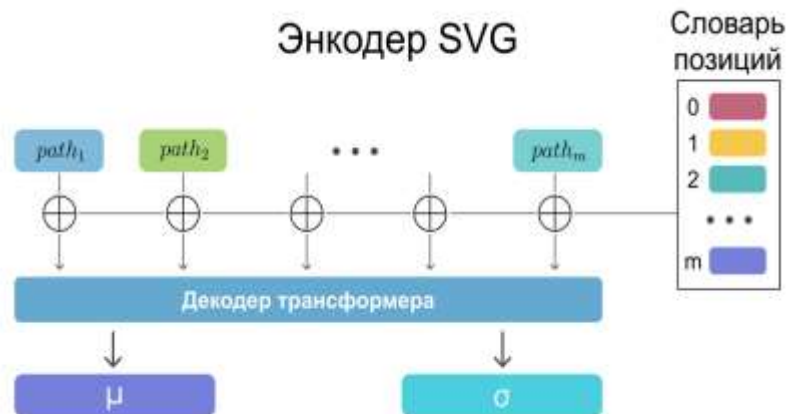 Энкодер SVG
Словарь
позиций
path₁ path₂ • • • pathₘ
0
1
2
• • •
m
Декодер трансформера
μ σ